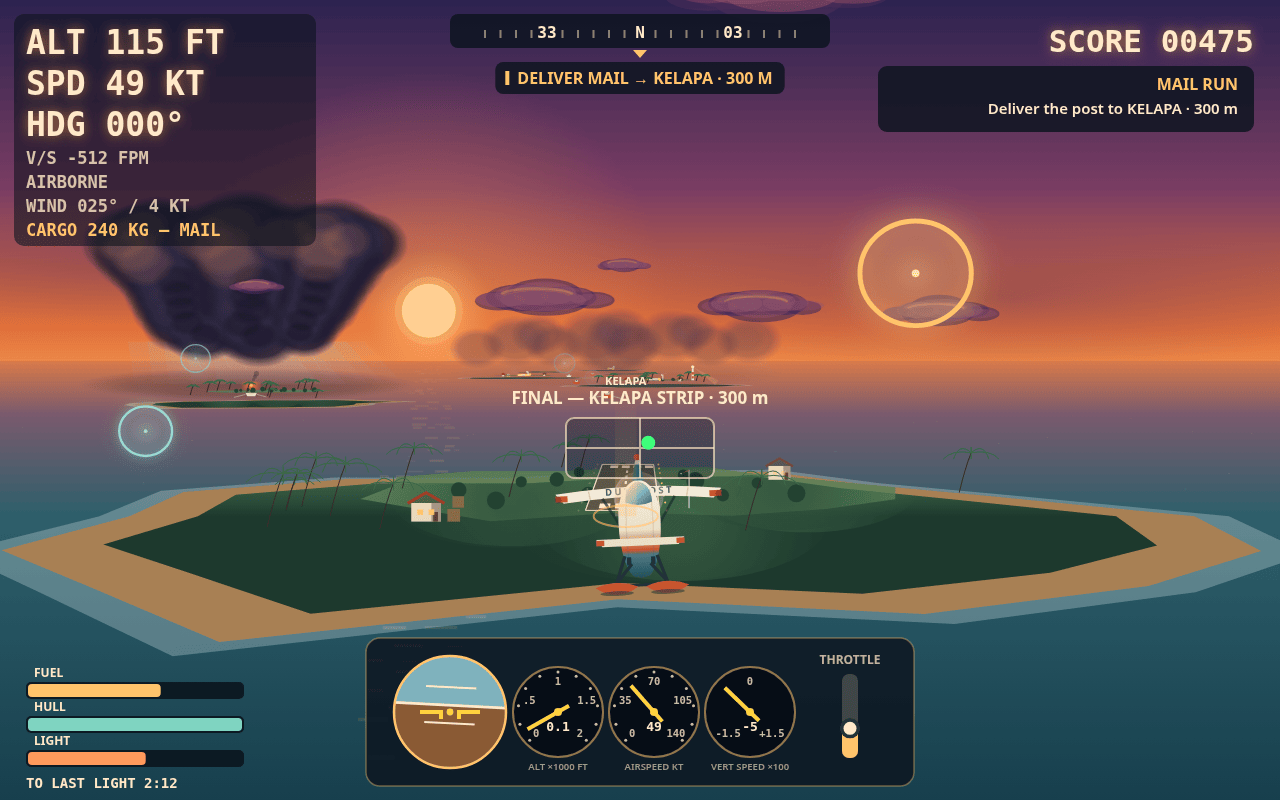 ALT 115 FT
SPD 49 KT
HDG 000°
V/S -512 FPM
AIRBORNE
WIND 025° / 4 KT
CARGO 240 KG — MAIL
33 N 03
DELIVER MAIL → KELAPA · 300 M
SCORE 00475
MAIL RUN
Deliver the post to KELAPA · 300 m
KELAPA
FINAL — KELAPA STRIP · 300 m
FUEL
HULL
LIGHT
TO LAST LIGHT 2:12
0 .5 1 1.5 2
0.1
ALT ×1000 FT
0 35 70 105 140
49
AIRSPEED KT
-1.5 0 +1.5
-5
VERT SPEED ×100
THROTTLE